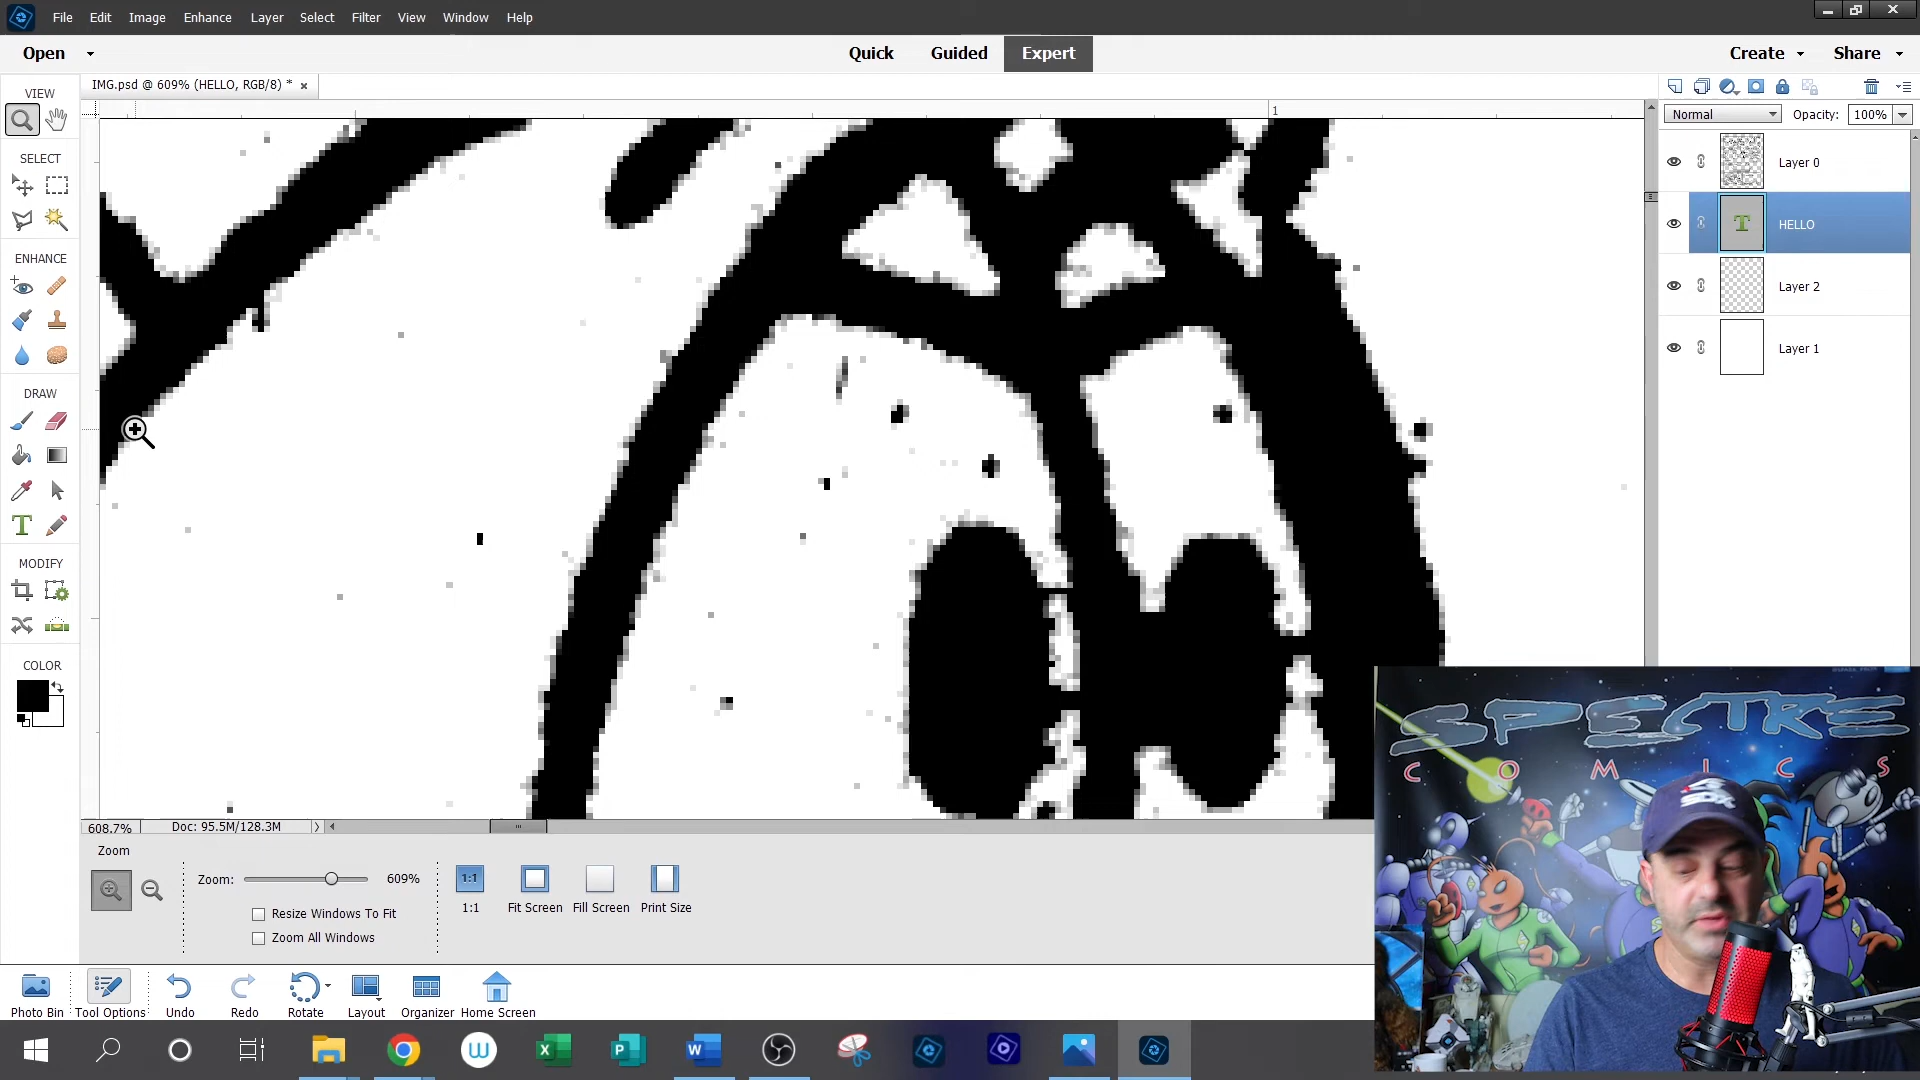 File Edit Image Enhance Layer Select Filter View Window Help
Open Quick Guided Expert Create Share
VIEW IMG.psd @ 609% (HELLO, RGB/8) * ×
1
Normal Opacity: 100%
Layer 0
SELECT
HELLO
ENHANCE
Layer 2
Layer 1
DRAW
T
MODIFY
COLOR
SPECTRE
COMICS
SOX
608.7% Doc: 95.5M/128.3M
Zoom
Zoom: 609%
1:1 Fit Screen Fill Screen Print Size
Resize Windows To Fit
Zoom All Windows
Photo Bin Tool Options Undo Redo Rotate Layout Organizer Home Screen